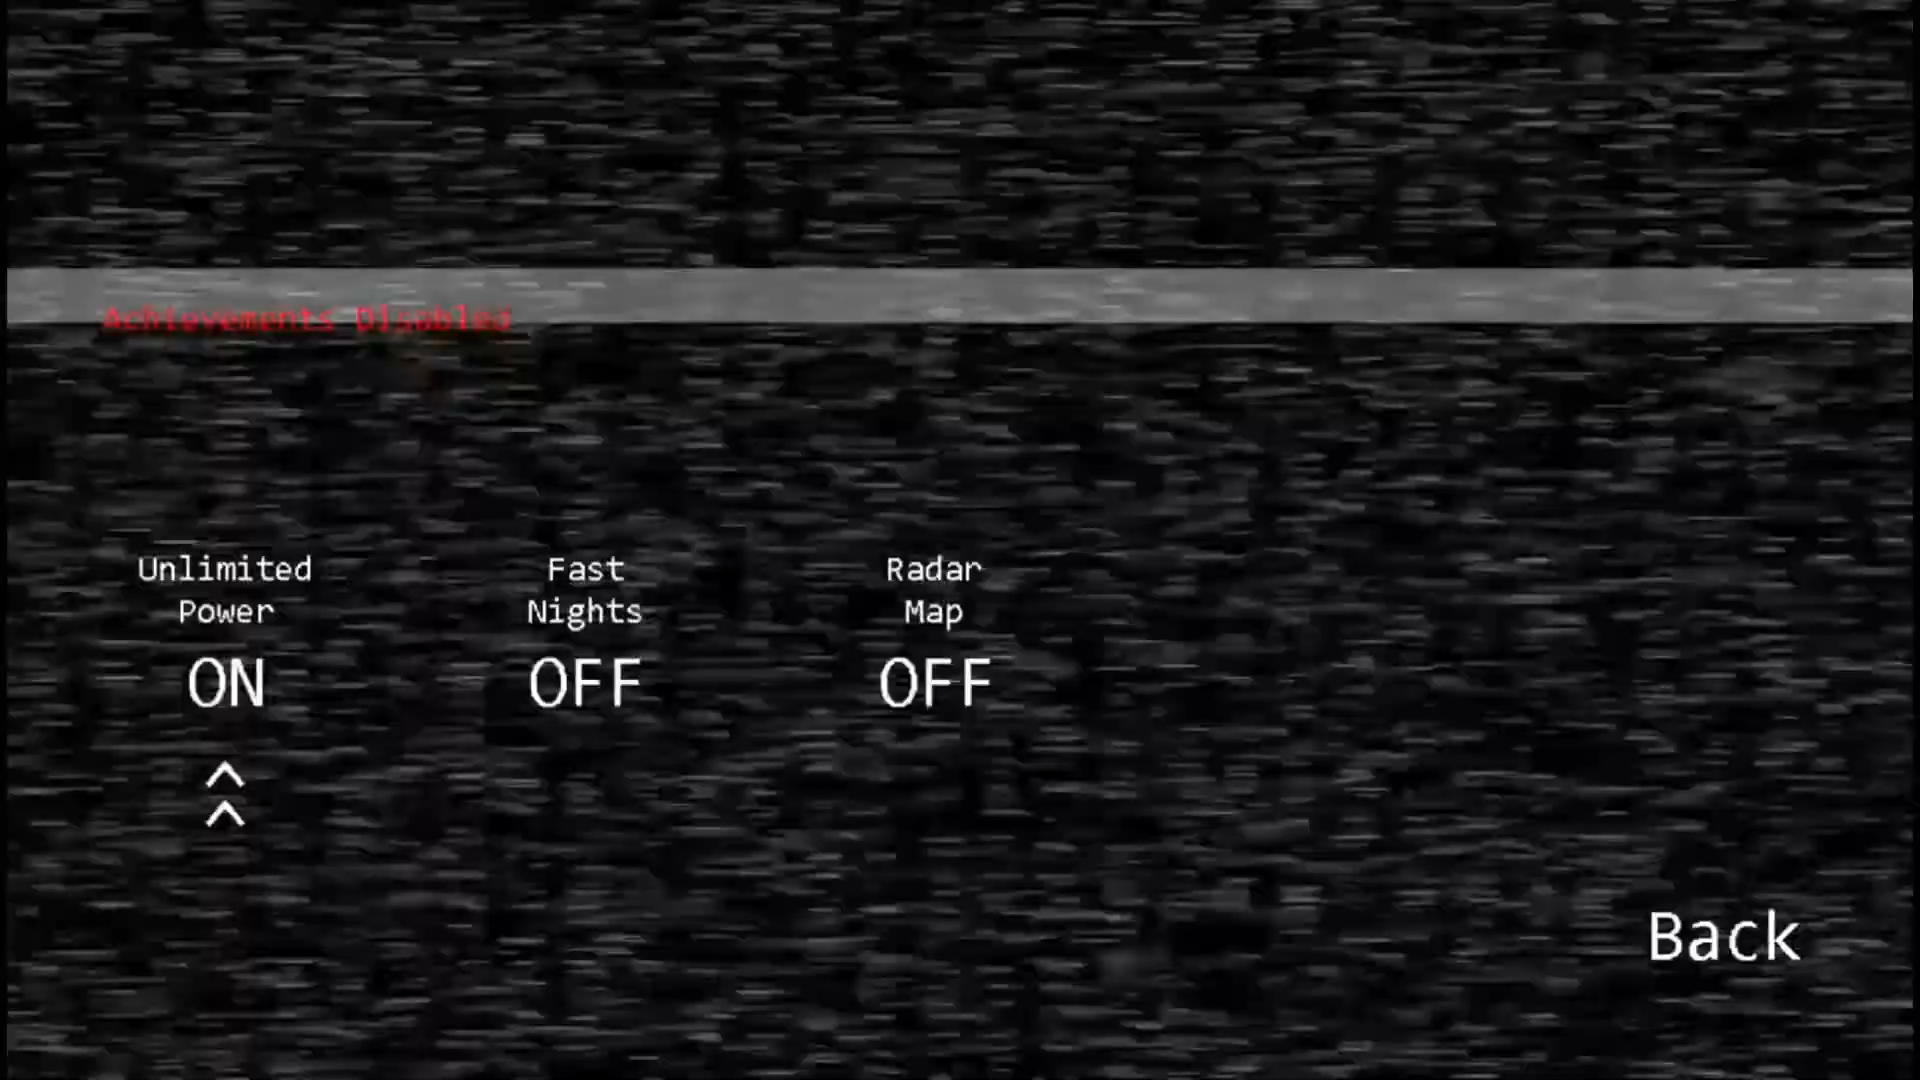 Achievements Disabled
Unlimited
Power
ON
Fast
Nights
OFF
Radar
Map
OFF
Back